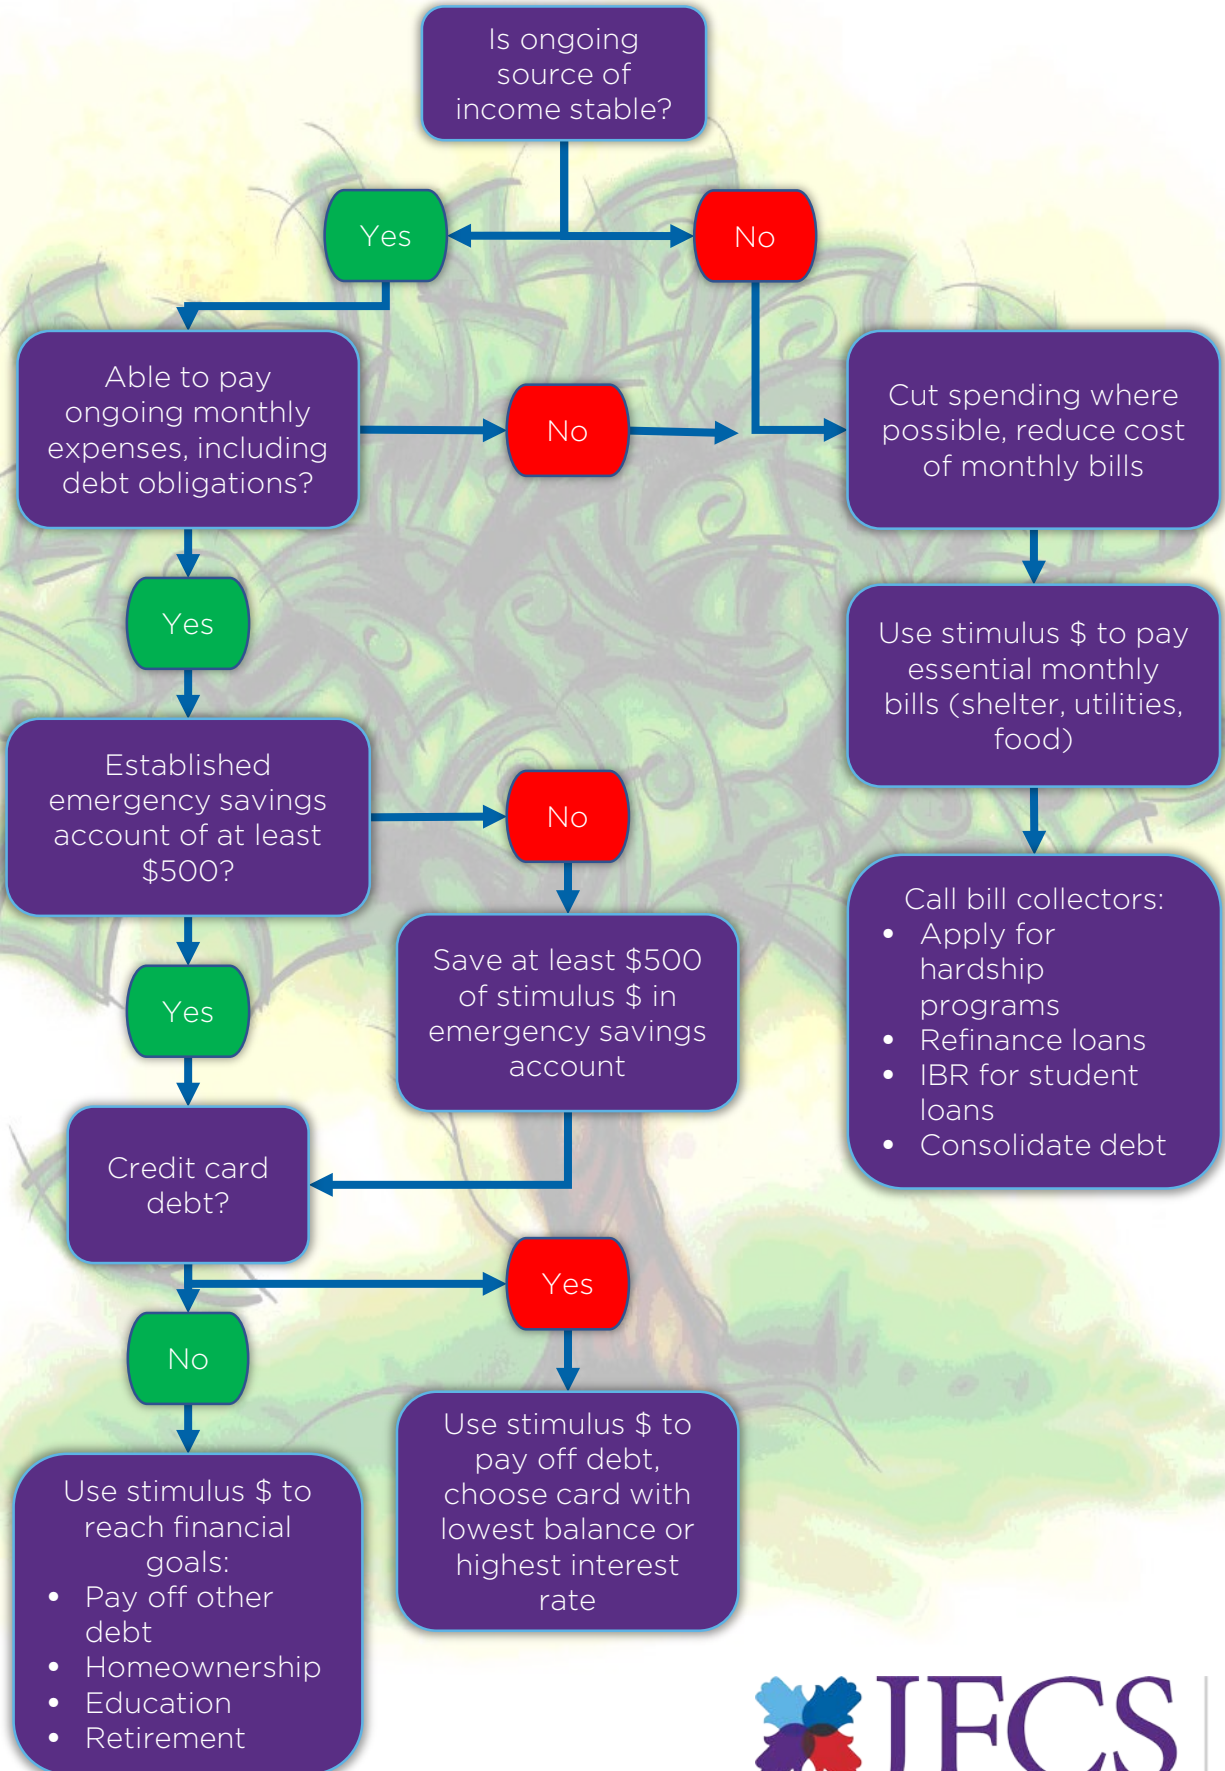 Is ongoing
source of
income stable?
Yes
No
Able to pay
ongoing monthly
expenses, including
debt obligations?
No
Cut spending where
possible, reduce cost
of monthly bills
Yes
Use stimulus $ to pay
essential monthly
bills (shelter, utilities,
food)
Established
emergency savings
account of at least
$500?
No
Call bill collectors:
• Apply for
hardship
programs
• Refinance loans
• IBR for student
loans
• Consolidate debt
Yes
Save at least $500
of stimulus $ in
emergency savings
account
Credit card
debt?
Yes
No
Use stimulus $ to
pay off debt,
choose card with
lowest balance or
highest interest
rate
Use stimulus $ to
reach financial
goals:
• Pay off other
debt
• Homeownership
• Education
• Retirement
JFCS